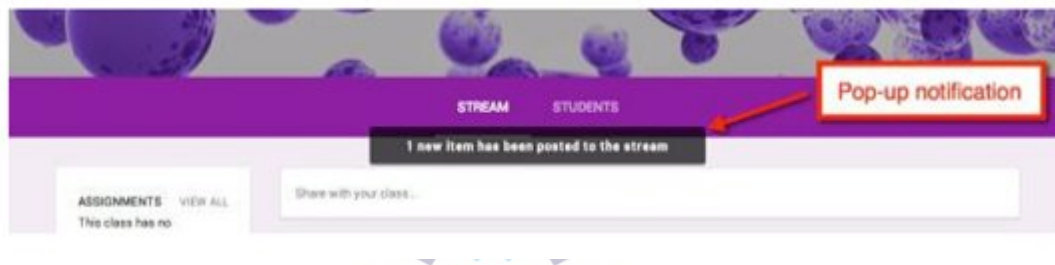 STREAM STUDENTS
Pop-up notification
1 new item has been posted to the stream
ASSIGNMENTS VIEW ALL
Share with your class...
This class has no